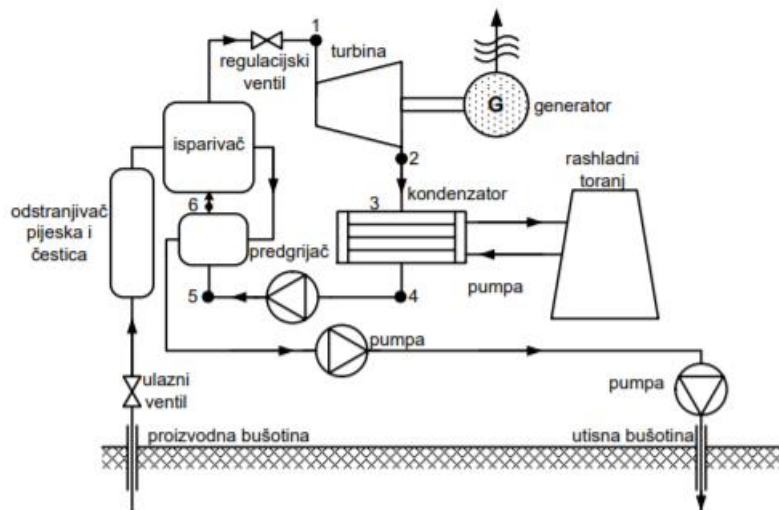 1
turbina
regulacijski
ventil
G
generator
isparivač
2
rashladni
toranj
6
3
kondenzator
odstranjivač
pijeska i
čestica
predgrijač
5
4
pumpa
pumpa
ulazni
ventil
pumpa
proizvodna bušotina
utisna bušotina